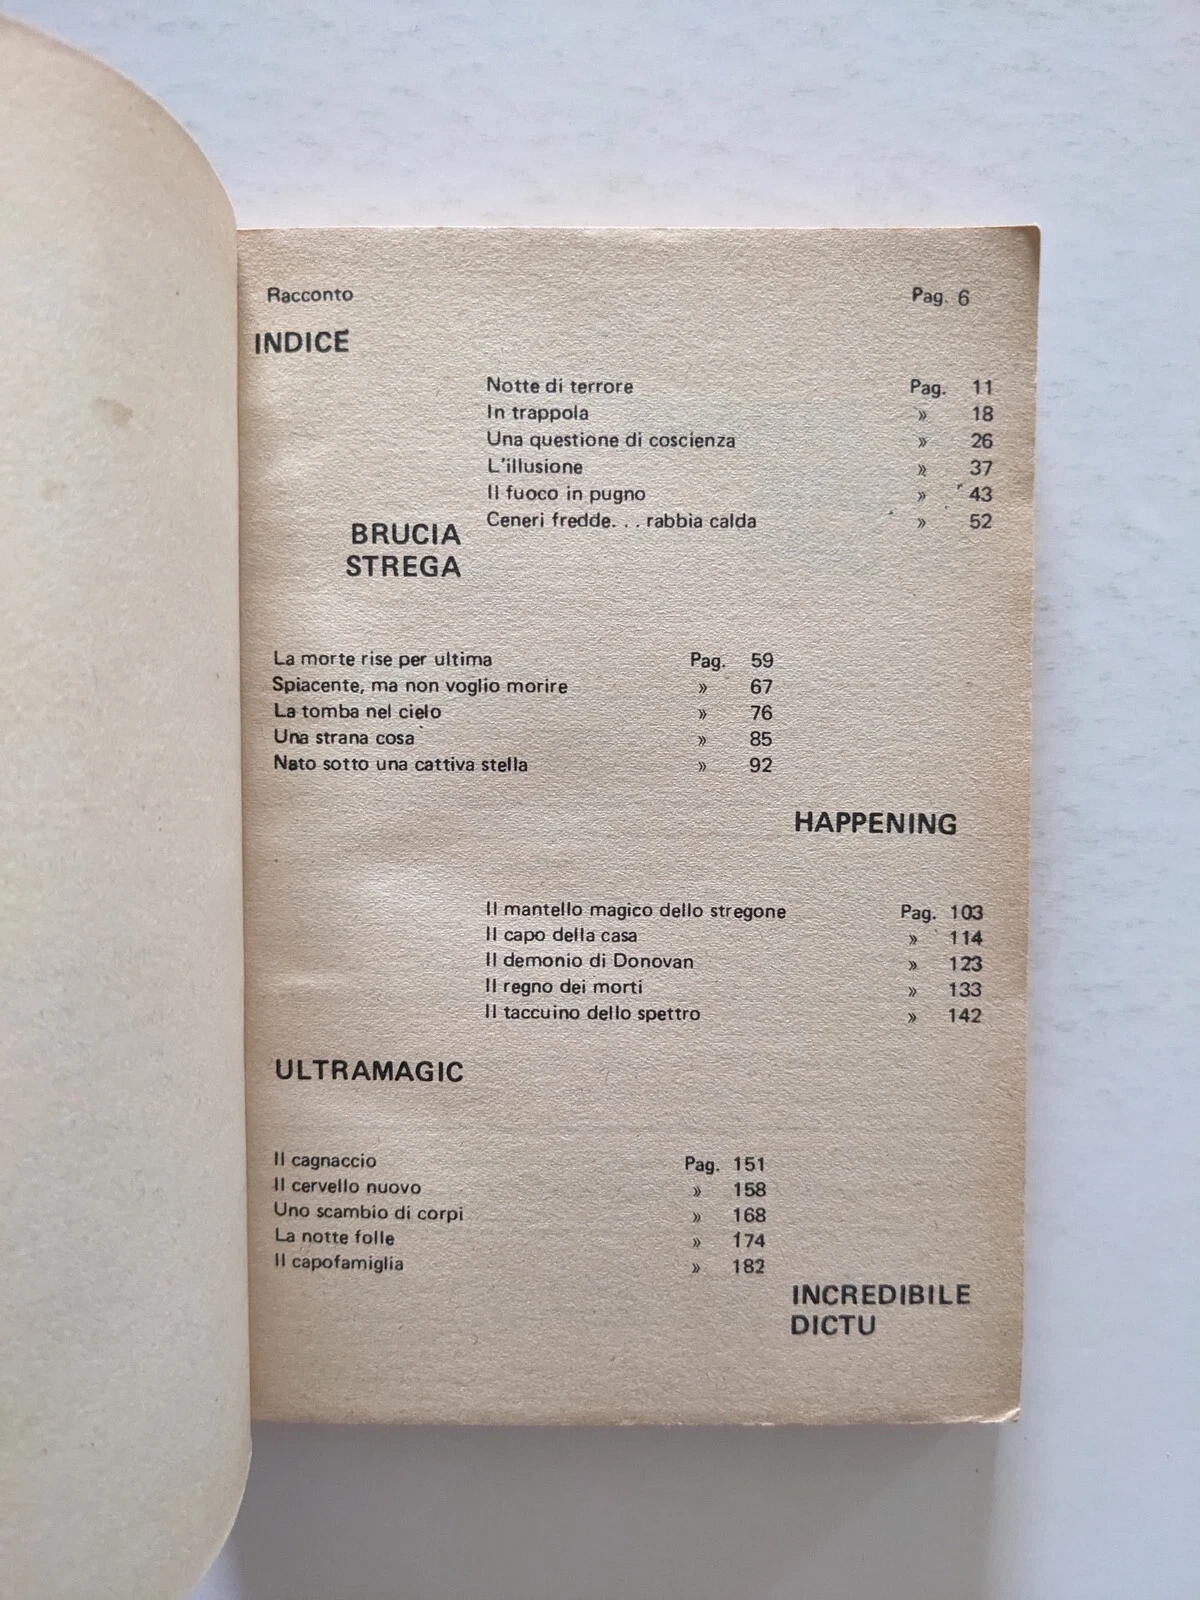 Racconto Pag. 6
INDICE
Notte di terrore Pag. 11
In trappola » 18
Una questione di coscienza » 26
L'illusione » 37
Il fuoco in pugno » 43
Ceneri fredde. . . rabbia calda » 52
BRUCIA
STREGA
La morte rise per ultima Pag. 59
Spiacente, ma non voglio morire » 67
La tomba nel cielo » 76
Una strana cosa » 85
Nato sotto una cattiva stella » 92
HAPPENING
Il mantello magico dello stregone Pag. 103
Il capo della casa » 114
Il demonio di Donovan » 123
Il regno dei morti » 133
Il taccuino dello spettro » 142
ULTRAMAGIC
Il cagnaccio Pag. 151
Il cervello nuovo » 158
Uno scambio di corpi » 168
La notte folle » 174
Il capofamiglia » 182
INCREDIBILE
DICTU